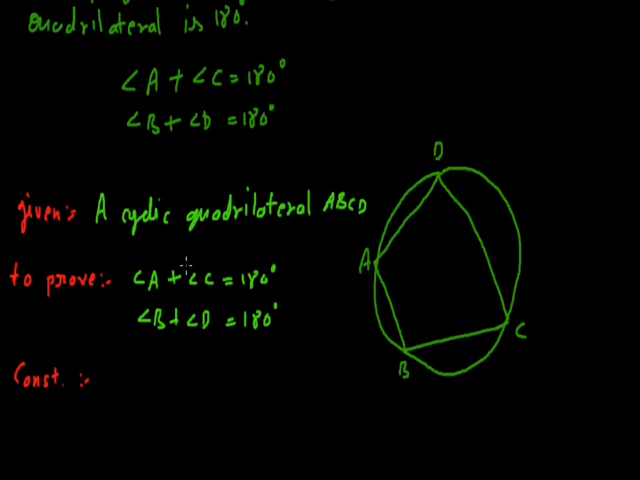 quadrilateral is 180°.
∠A + ∠C = 180°
∠B + ∠D = 180°
given:- A cyclic quadrilateral ABCD
to prove:- ∠A + ∠C = 180°
∠B + ∠D = 180°
Const. :-
D
A
B
C